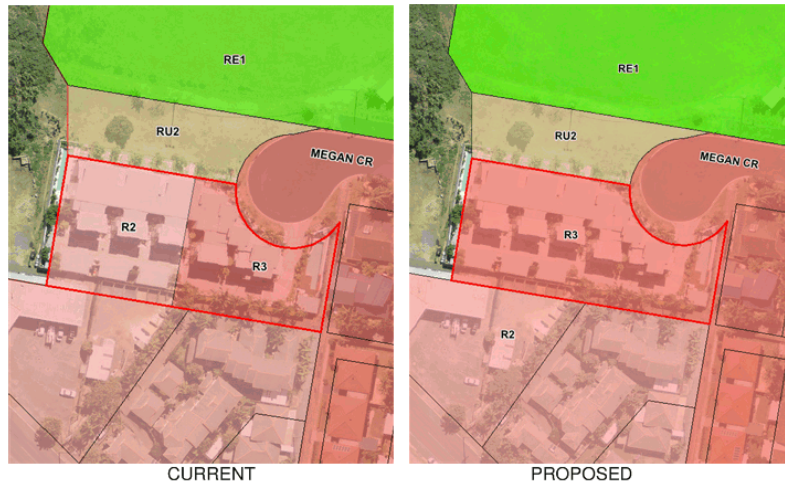 RE1
RU2
MEGAN CR
R2
R3
CURRENT
RE1
RU2
MEGAN CR
R3
R2
PROPOSED